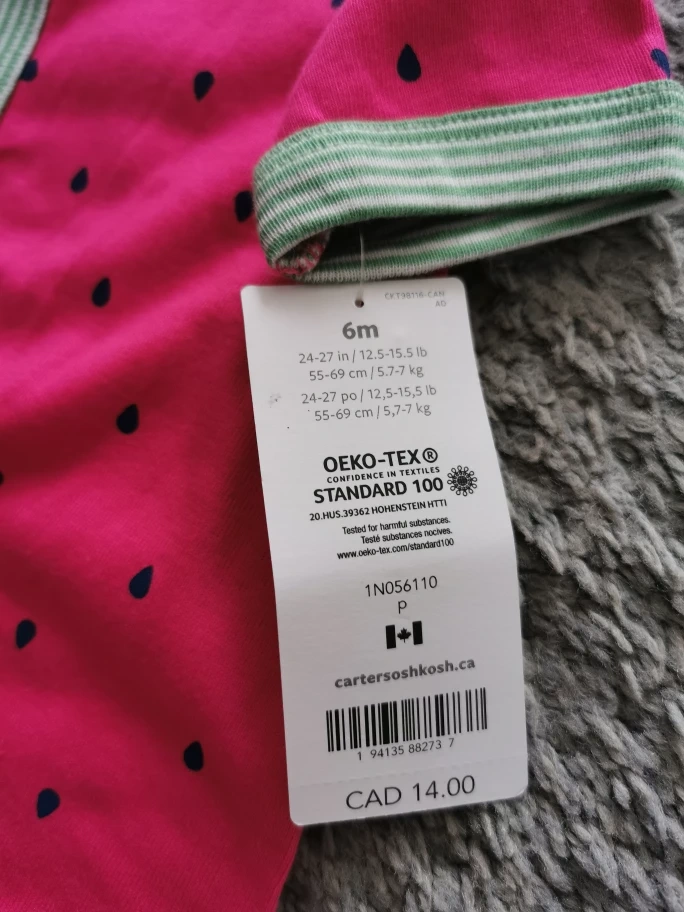 CKT98116-CAN
AD
6m
24-27 in / 12.5-15.5 lb
55-69 cm / 5.7-7 kg
24-27 po / 12,5-15,5 lb
55-69 cm / 5,7-7 kg
OEKO-TEX®
CONFIDENCE IN TEXTILES
STANDARD 100
20.HUS.39362 HOHENSTEIN HTTI
Tested for harmful substances.
Testé substances nocives.
www.oeko-tex.com/standard100
1N056110
P
cartersoshkosh.ca
1 94135 88273 7
CAD 14.00